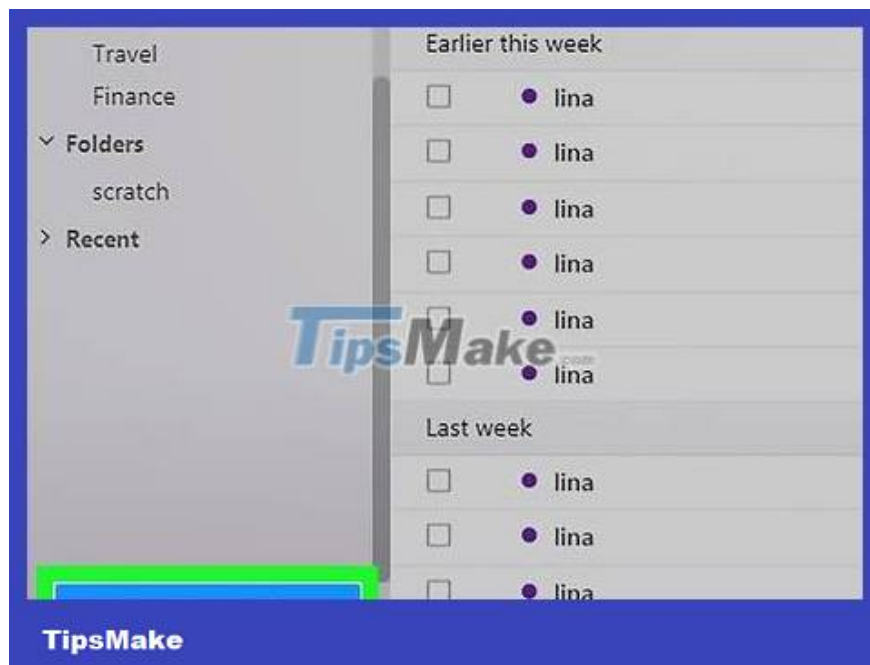 Travel
Finance
Folders
scratch
Recent
Earlier this week
lina
lina
lina
lina
lina
lina
Last week
lina
lina
lina
TipsMake.com
TipsMake